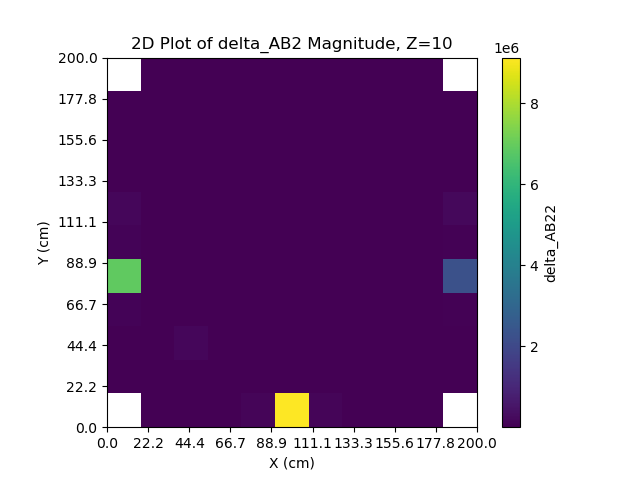 2D Plot of delta_AB2 Magnitude, Z=10
1e6
200.0
177.8
155.6
133.3
111.1
88.9
66.7
44.4
22.2
0.0
Y (cm)
0.0 22.2 44.4 66.7 88.9 111.1 133.3 155.6 177.8 200.0
X (cm)
8
6
4
2
delta_AB22